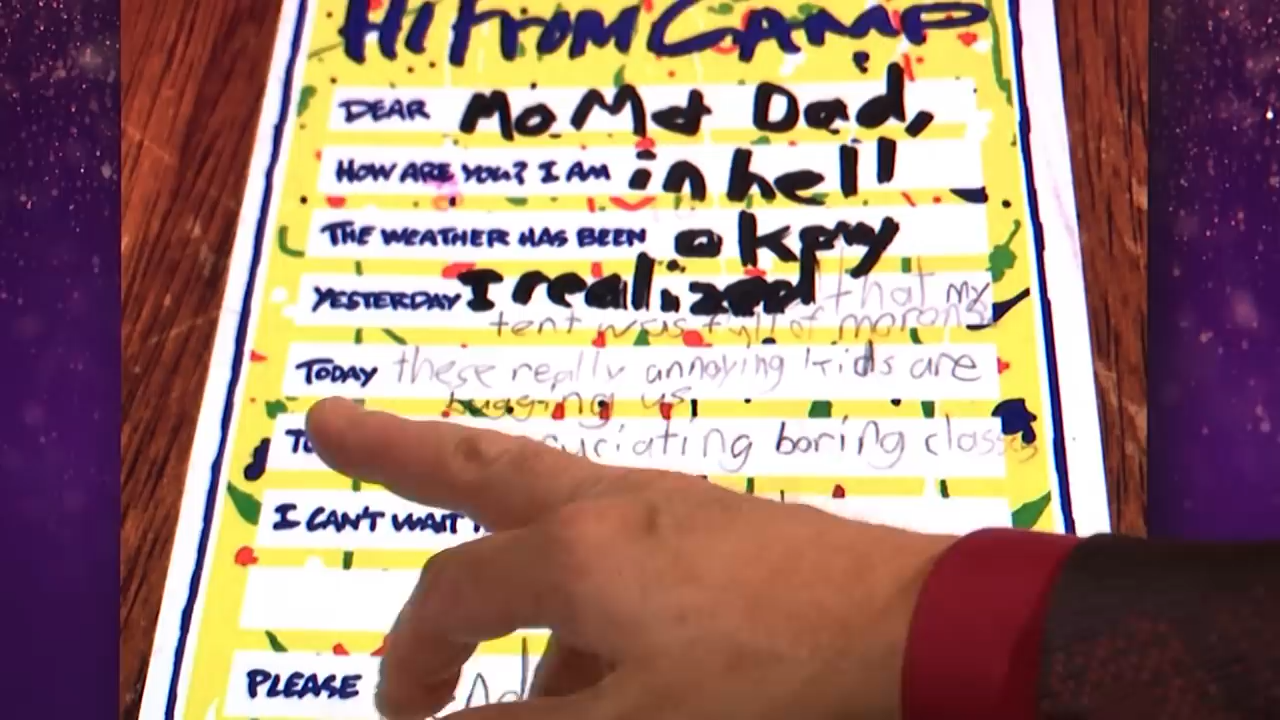 HI FROM CAMP
DEAR MoM & Dad,
HOW ARE YOU? I AM in hell
THE WEATHER HAS BEEN okay
YESTERDAY I realized that my
tent was full of morons
TODAY these really annoying kids are
bugging us
boring classes
I CAN'T WAIT
PLEASE